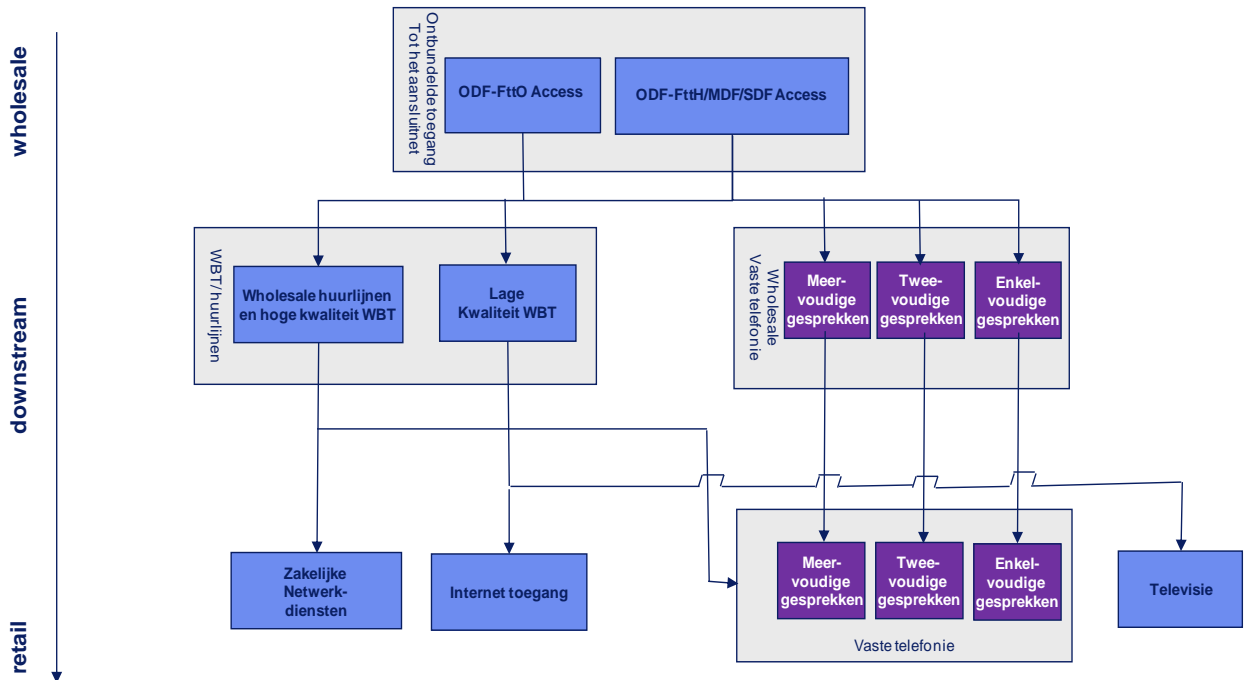 wholesale
Ontbundelde toegang
Tot het aansluitnet
ODF-FttO Access
ODF-FttH/MDF/SDF Access
downstream
WBT/huurlijnen
Wholesale huurlijnen
en hoge kwaliteit WBT
Lage
Kwaliteit WBT
Wholesale
Vaste telefonie
Meer-
voudige
gesprekken
Twee-
voudige
gesprekken
Enkel-
voudige
gesprekken
retail
Zakelijke
Netwerk-
diensten
Internet toegang
Meer-
voudige
gesprekken
Twee-
voudige
gesprekken
Enkel-
voudige
gesprekken
Vaste telefonie
Televisie